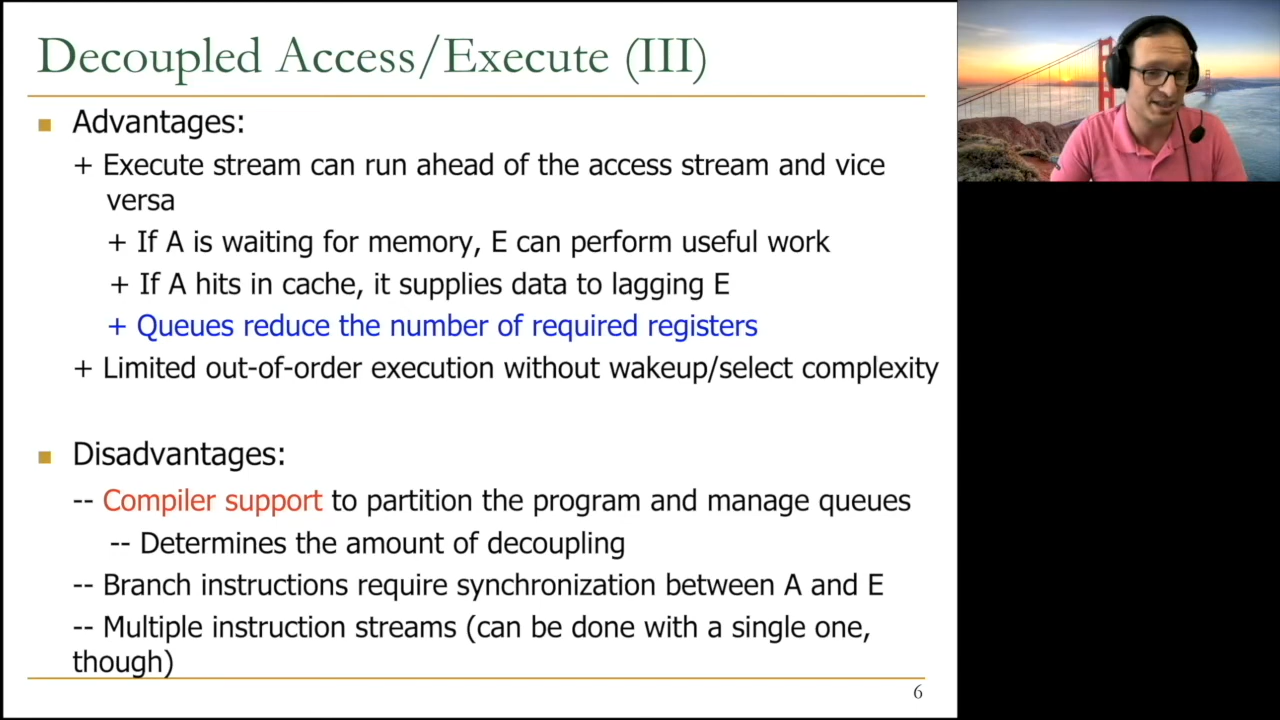 Decoupled Access/Execute (III)
Advantages:
+ Execute stream can run ahead of the access stream and vice
versa
+ If A is waiting for memory, E can perform useful work
+ If A hits in cache, it supplies data to lagging E
+ Queues reduce the number of required registers
+ Limited out-of-order execution without wakeup/select complexity
Disadvantages:
-- Compiler support to partition the program and manage queues
-- Determines the amount of decoupling
-- Branch instructions require synchronization between A and E
-- Multiple instruction streams (can be done with a single one,
though)
6